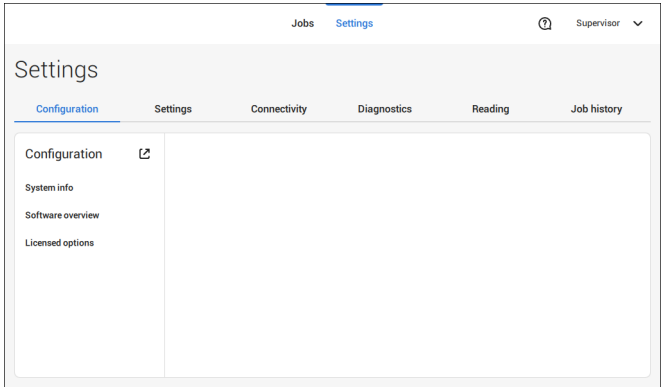 Jobs Settings Supervisor
Settings
Configuration Settings Connectivity Diagnostics Reading Job history
Configuration
System info
Software overview
Licensed options